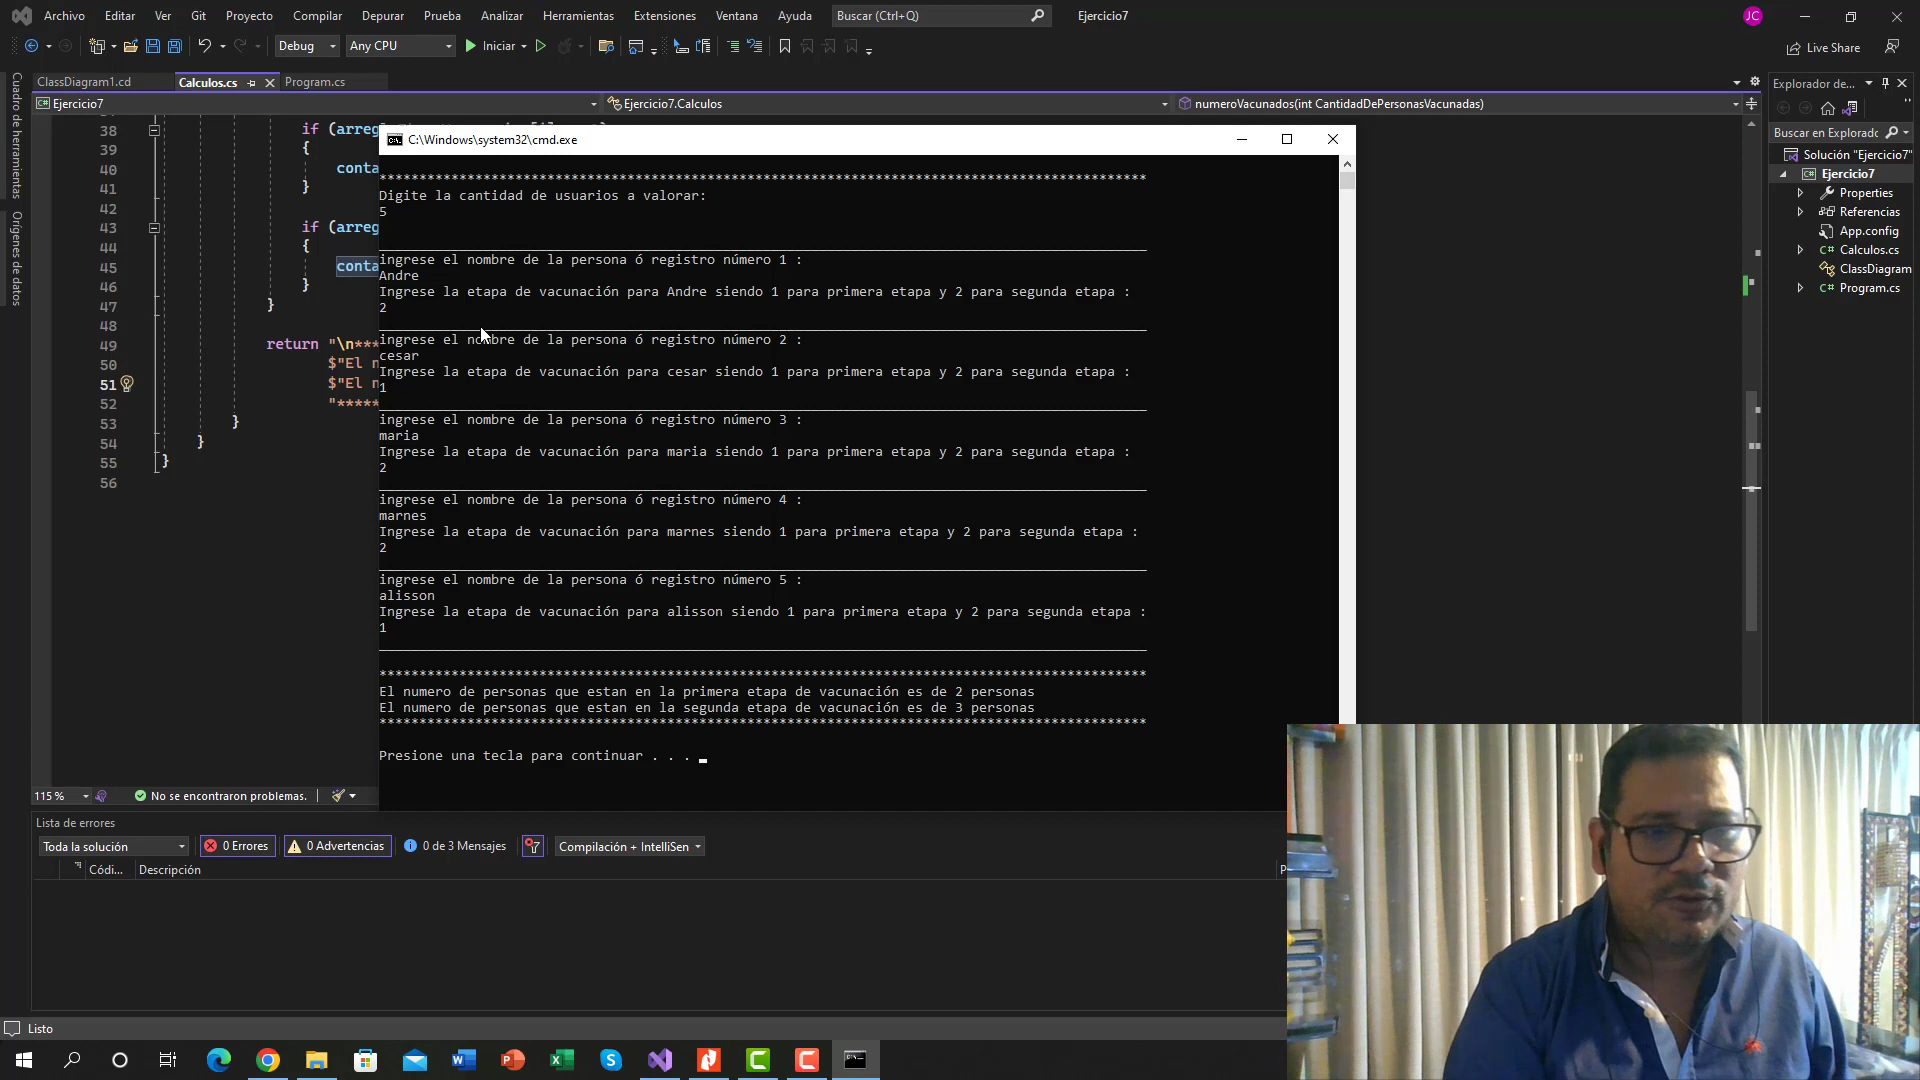 Archivo Editar Ver Git Proyecto Compilar Depurar Prueba Analizar Herramientas Extensiones Ventana Ayuda Buscar (Ctrl+Q) Ejercicio7 JC
Debug Any CPU Iniciar Live Share
ClassDiagram1.cd Calculos.cs Program.cs
Ejercicio7 Ejercicio7.Calculos numeroVacunados(int CantidadDePersonasVacunadas)
Cuadro de herramientas
Orígenes de datos
38 if (arreg
39 {
40 conta
41 }
42
43 if (arreg
44 {
45 conta
46 }
47 }
48
49 return "\n***
50 $"El n
51 $"El n
52 "*****
53 }
54 }
55 }
56
C:\Windows\system32\cmd.exe
************************************************************************************************
Digite la cantidad de usuarios a valorar:
5
________________________________________________________________________________________________
ingrese el nombre de la persona ó registro número 1 :
Andre
Ingrese la etapa de vacunación para Andre siendo 1 para primera etapa y 2 para segunda etapa :
2
________________________________________________________________________________________________
ingrese el nombre de la persona ó registro número 2 :
cesar
Ingrese la etapa de vacunación para cesar siendo 1 para primera etapa y 2 para segunda etapa :
1
________________________________________________________________________________________________
ingrese el nombre de la persona ó registro número 3 :
maria
Ingrese la etapa de vacunación para maria siendo 1 para primera etapa y 2 para segunda etapa :
2
________________________________________________________________________________________________
ingrese el nombre de la persona ó registro número 4 :
marnes
Ingrese la etapa de vacunación para marnes siendo 1 para primera etapa y 2 para segunda etapa :
2
________________________________________________________________________________________________
ingrese el nombre de la persona ó registro número 5 :
alisson
Ingrese la etapa de vacunación para alisson siendo 1 para primera etapa y 2 para segunda etapa :
1
________________________________________________________________________________________________
************************************************************************************************
El numero de personas que estan en la primera etapa de vacunación es de 2 personas
El numero de personas que estan en la segunda etapa de vacunación es de 3 personas
************************************************************************************************
Presione una tecla para continuar . . .
Explorador de...
Buscar en Explorado
Solución "Ejercicio7"
Ejercicio7
Properties
Referencias
App.config
Calculos.cs
ClassDiagram
Program.cs
115 % No se encontraron problemas.
Lista de errores
Toda la solución 0 Errores 0 Advertencias 0 de 3 Mensajes Compilación + IntelliSen
Códi... Descripción P
Listo